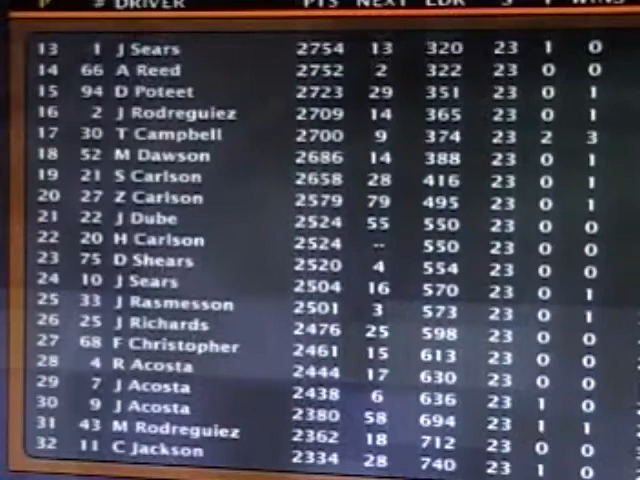 P # DRIVER PTS NEXT LDR S T WINS
13 1 J Sears 2754 13 320 23 1 0
14 66 A Reed 2752 2 322 23 0 0
15 94 D Poteet 2723 29 351 23 0 1
16 2 J Rodreguiez 2709 14 365 23 0 1
17 30 T Campbell 2700 9 374 23 2 3
18 52 M Dawson 2686 14 388 23 0 1
19 21 S Carlson 2658 28 416 23 0 1
20 27 Z Carlson 2579 79 495 23 0 1
21 22 J Dube 2524 55 550 23 0 0
22 20 H Carlson 2524 -- 550 23 0 0
23 75 D Shears 2520 4 554 23 0 0
24 10 J Sears 2504 16 570 23 0 1
25 33 J Rasmesson 2501 3 573 23 0 1
26 25 J Richards 2476 25 598 23 0 0
27 68 F Christopher 2461 15 613 23 0 0
28 4 R Acosta 2444 17 630 23 0 0
29 7 J Acosta 2438 6 636 23 1 0
30 9 J Acosta 2380 58 694 23 1 1
31 43 M Rodreguiez 2362 18 712 23 0 0
32 11 C Jackson 2334 28 740 23 1 0